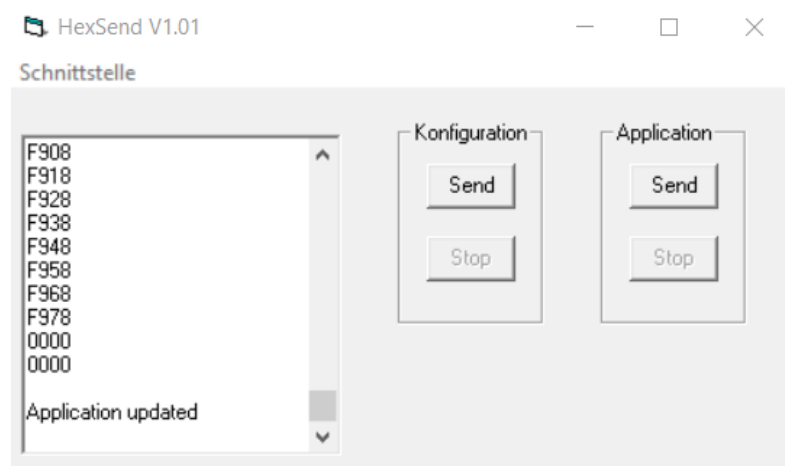 HexSend V1.01
Schnittstelle
F908
F918
F928
F938
F948
F958
F968
F978
0000
0000
Application updated
Konfiguration
Send
Stop
Application
Send
Stop